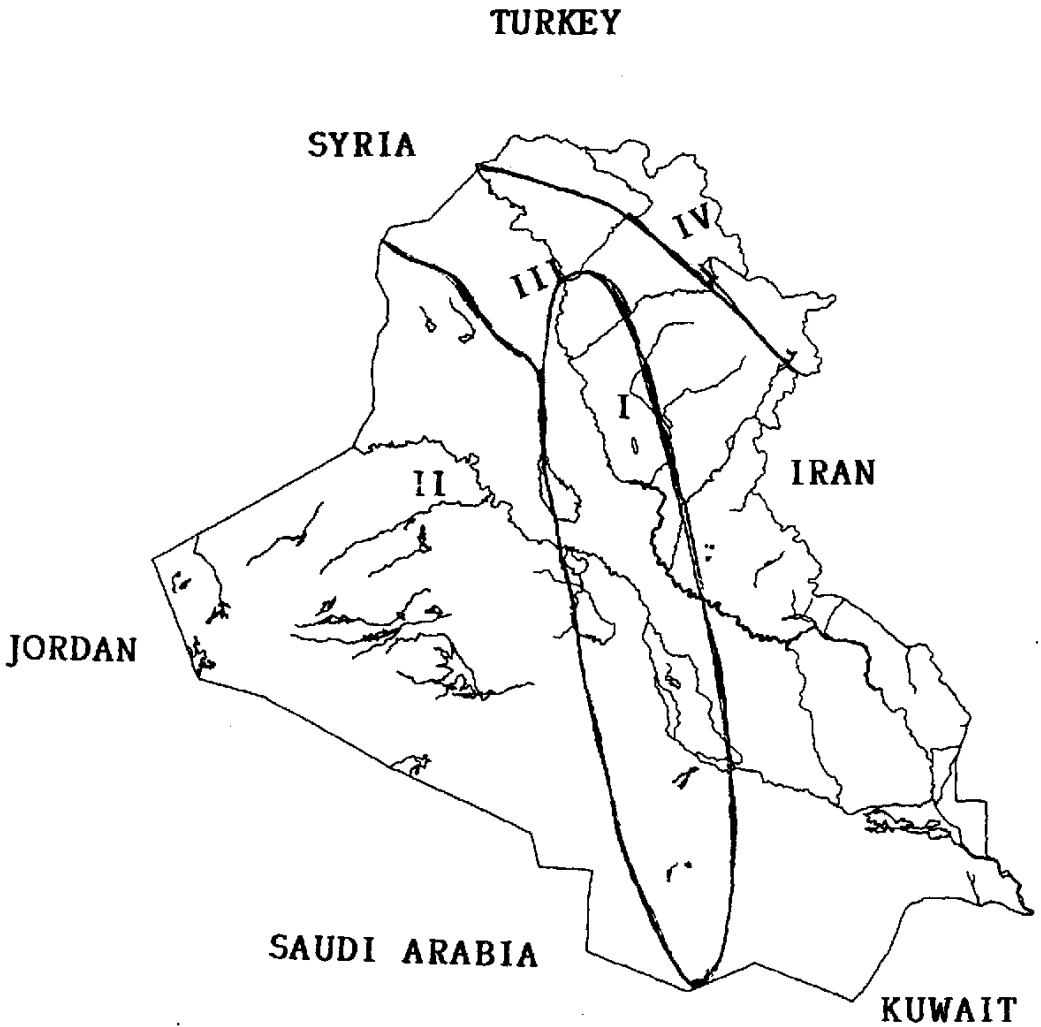 TURKEY
SYRIA
IV
III
I
IRAN
II
JORDAN
SAUDI ARABIA
KUWAIT